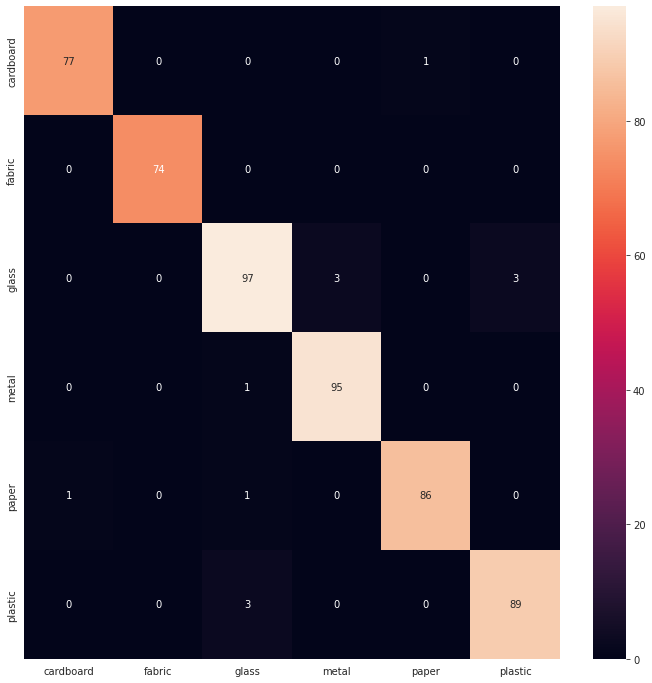 cardboard 77 0 0 0 1 0
fabric 0 74 0 0 0 0
glass 0 0 97 3 0 3
metal 0 0 1 95 0 0
paper 1 0 1 0 86 0
plastic 0 0 3 0 0 89
cardboard fabric glass metal paper plastic
80
60
40
20
0